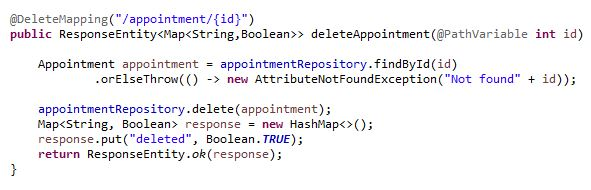 @DeleteMapping("/appointment/{id}")
public ResponseEntity<Map<String,Boolean>> deleteAppointment(@PathVariable int id)
Appointment appointment = appointmentRepository.findById(id)
.orElseThrow(() -> new AttributeNotFoundException("Not found" + id));
appointmentRepository.delete(appointment);
Map<String, Boolean> response = new HashMap<>();
response.put("deleted", Boolean.TRUE);
return ResponseEntity.ok(response);
}